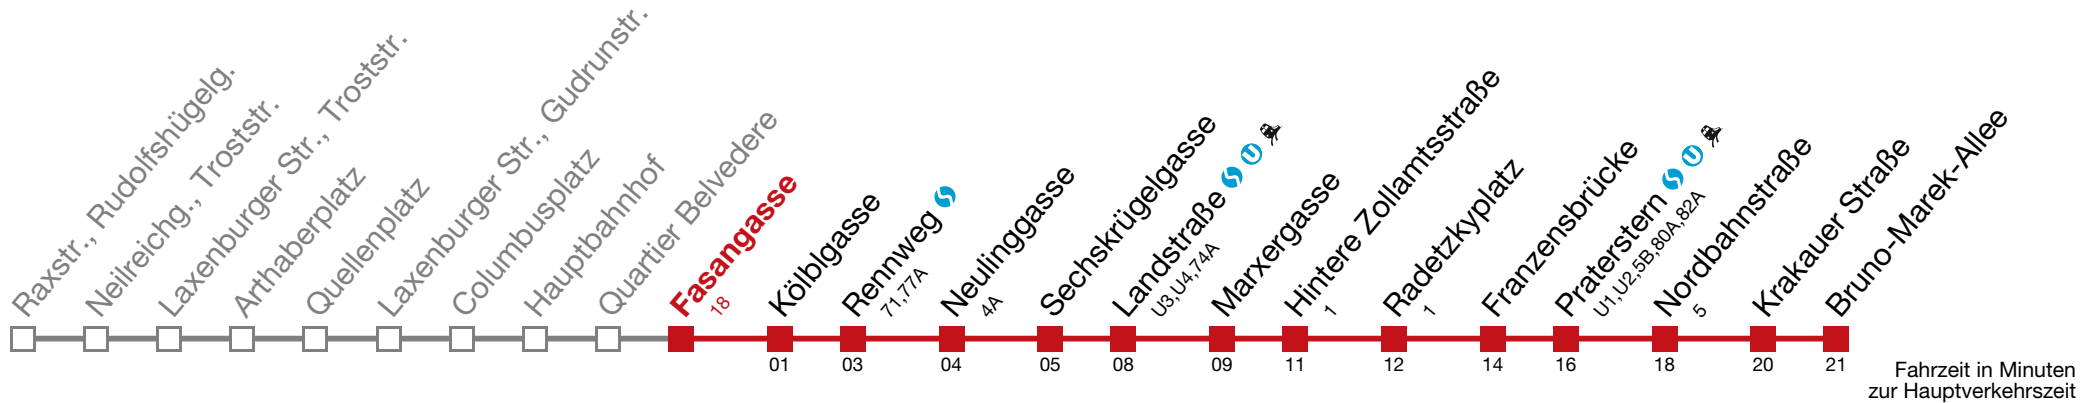 Raxstr., Rudolfshügelg.
Neilreichg., Troststr.
Laxenburger Str., Troststr.
Arthaberplatz
Quellenplatz
Laxenburger Str., Gudrunstr.
Columbusplatz
Hauptbahnhof
Quartier Belvedere
Fasangasse
18
Kölblgasse
Rennweg
71,77A
Neulinggasse
4A
Sechskrügelgasse
Landstraße
U3,U4,74A
Marxergasse
Hintere Zollamtsstraße
1
Radetzkyplatz
1
Franzensbrücke
Praterstern
U1,U2,5B,80A,82A
Nordbahnstraße
5
Krakauer Straße
Bruno-Marek-Allee
01 03 04 05 08 09 11 12 14 16 18 20 21
Fahrzeit in Minuten
zur Hauptverkehrszeit